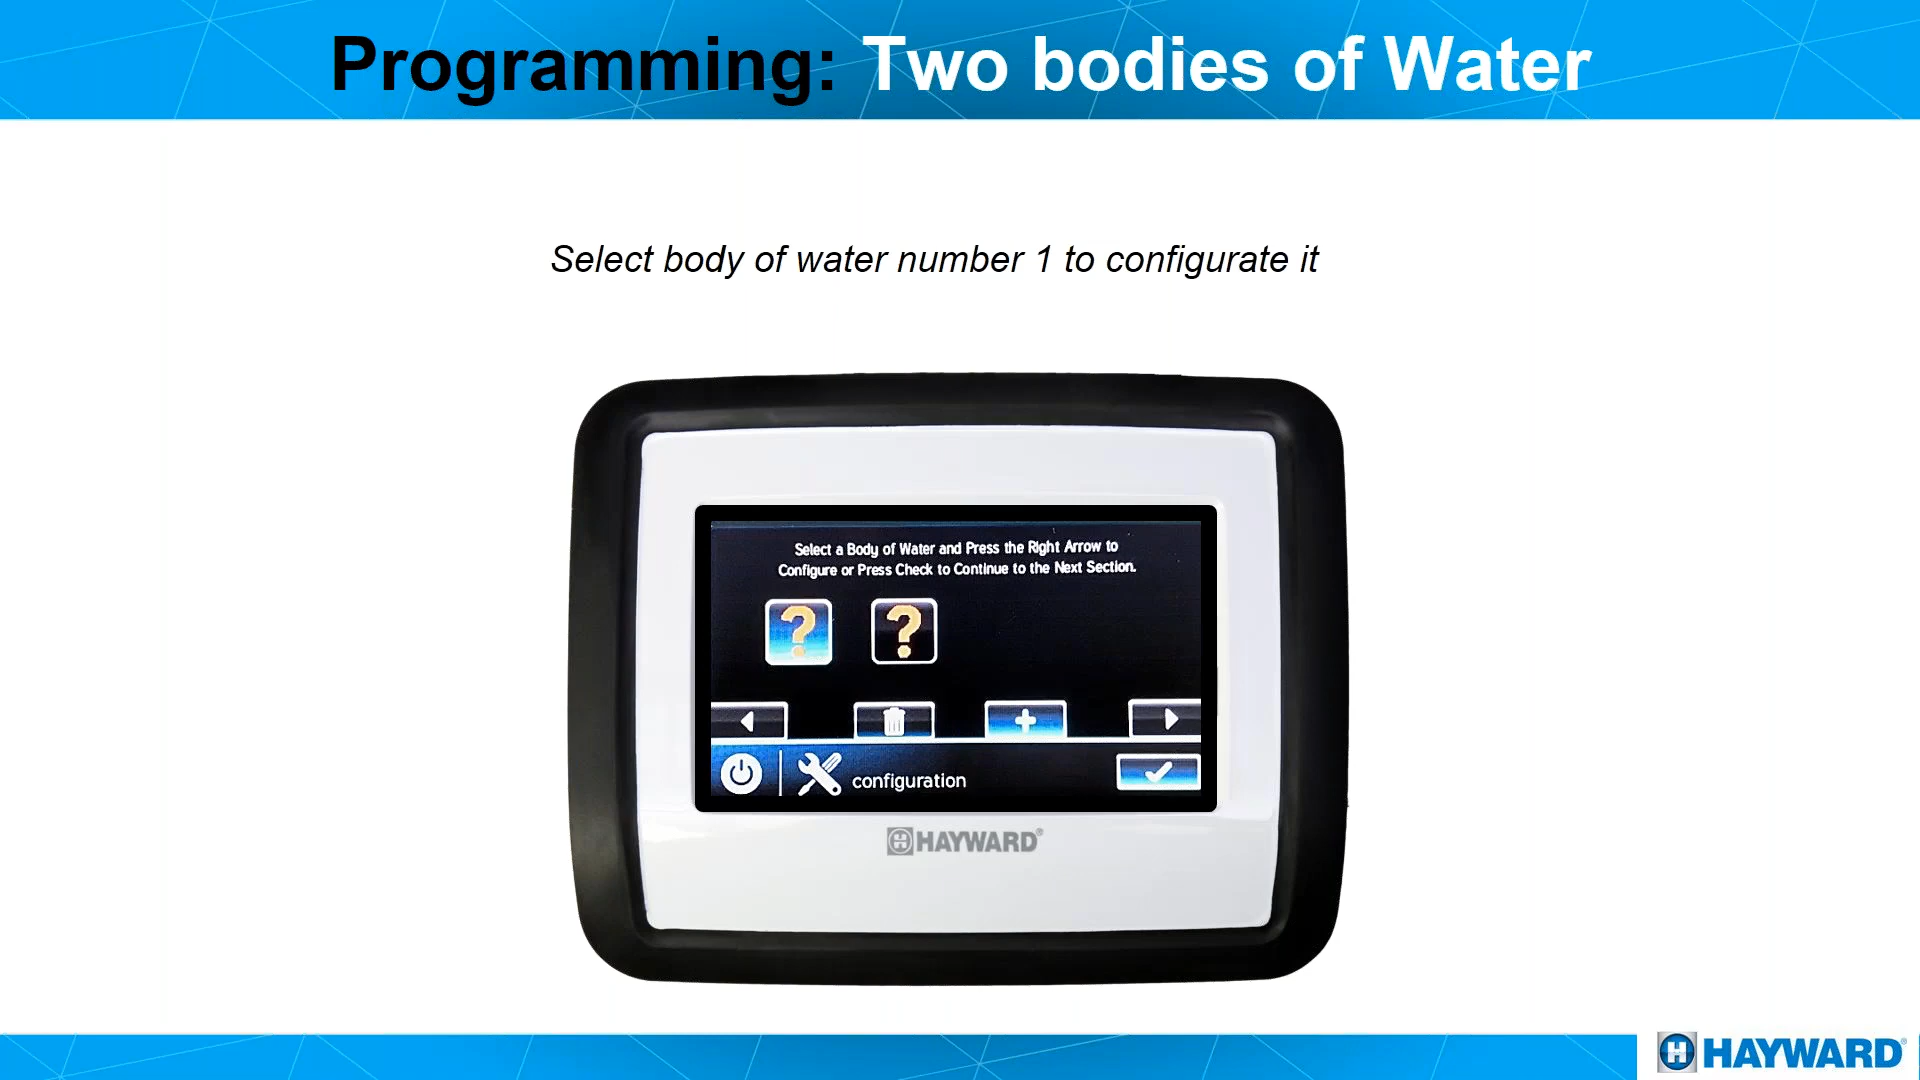 Programming: Two bodies of Water
Select body of water number 1 to configurate it
Select a Body of Water and Press the Right Arrow to
Configure or Press Check to Continue to the Next Section.
? ?
configuration
HAYWARD®
HAYWARD®